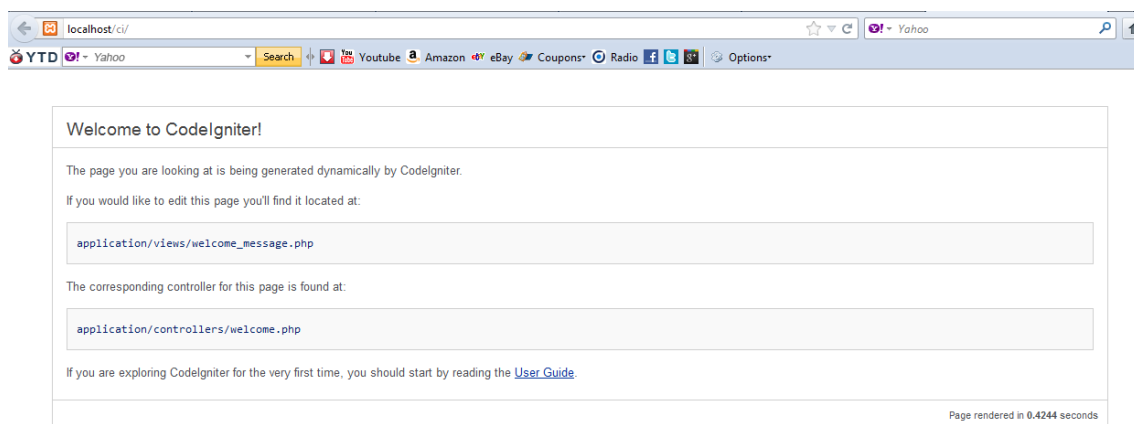 localhost/ci/
Yahoo
YTD Yahoo Search You Tube Youtube a Amazon ebY eBay Coupons Radio f g+ Options
Welcome to CodeIgniter!
The page you are looking at is being generated dynamically by CodeIgniter.
If you would like to edit this page you'll find it located at:
application/views/welcome_message.php
The corresponding controller for this page is found at:
application/controllers/welcome.php
If you are exploring CodeIgniter for the very first time, you should start by reading the User Guide.
Page rendered in 0.4244 seconds